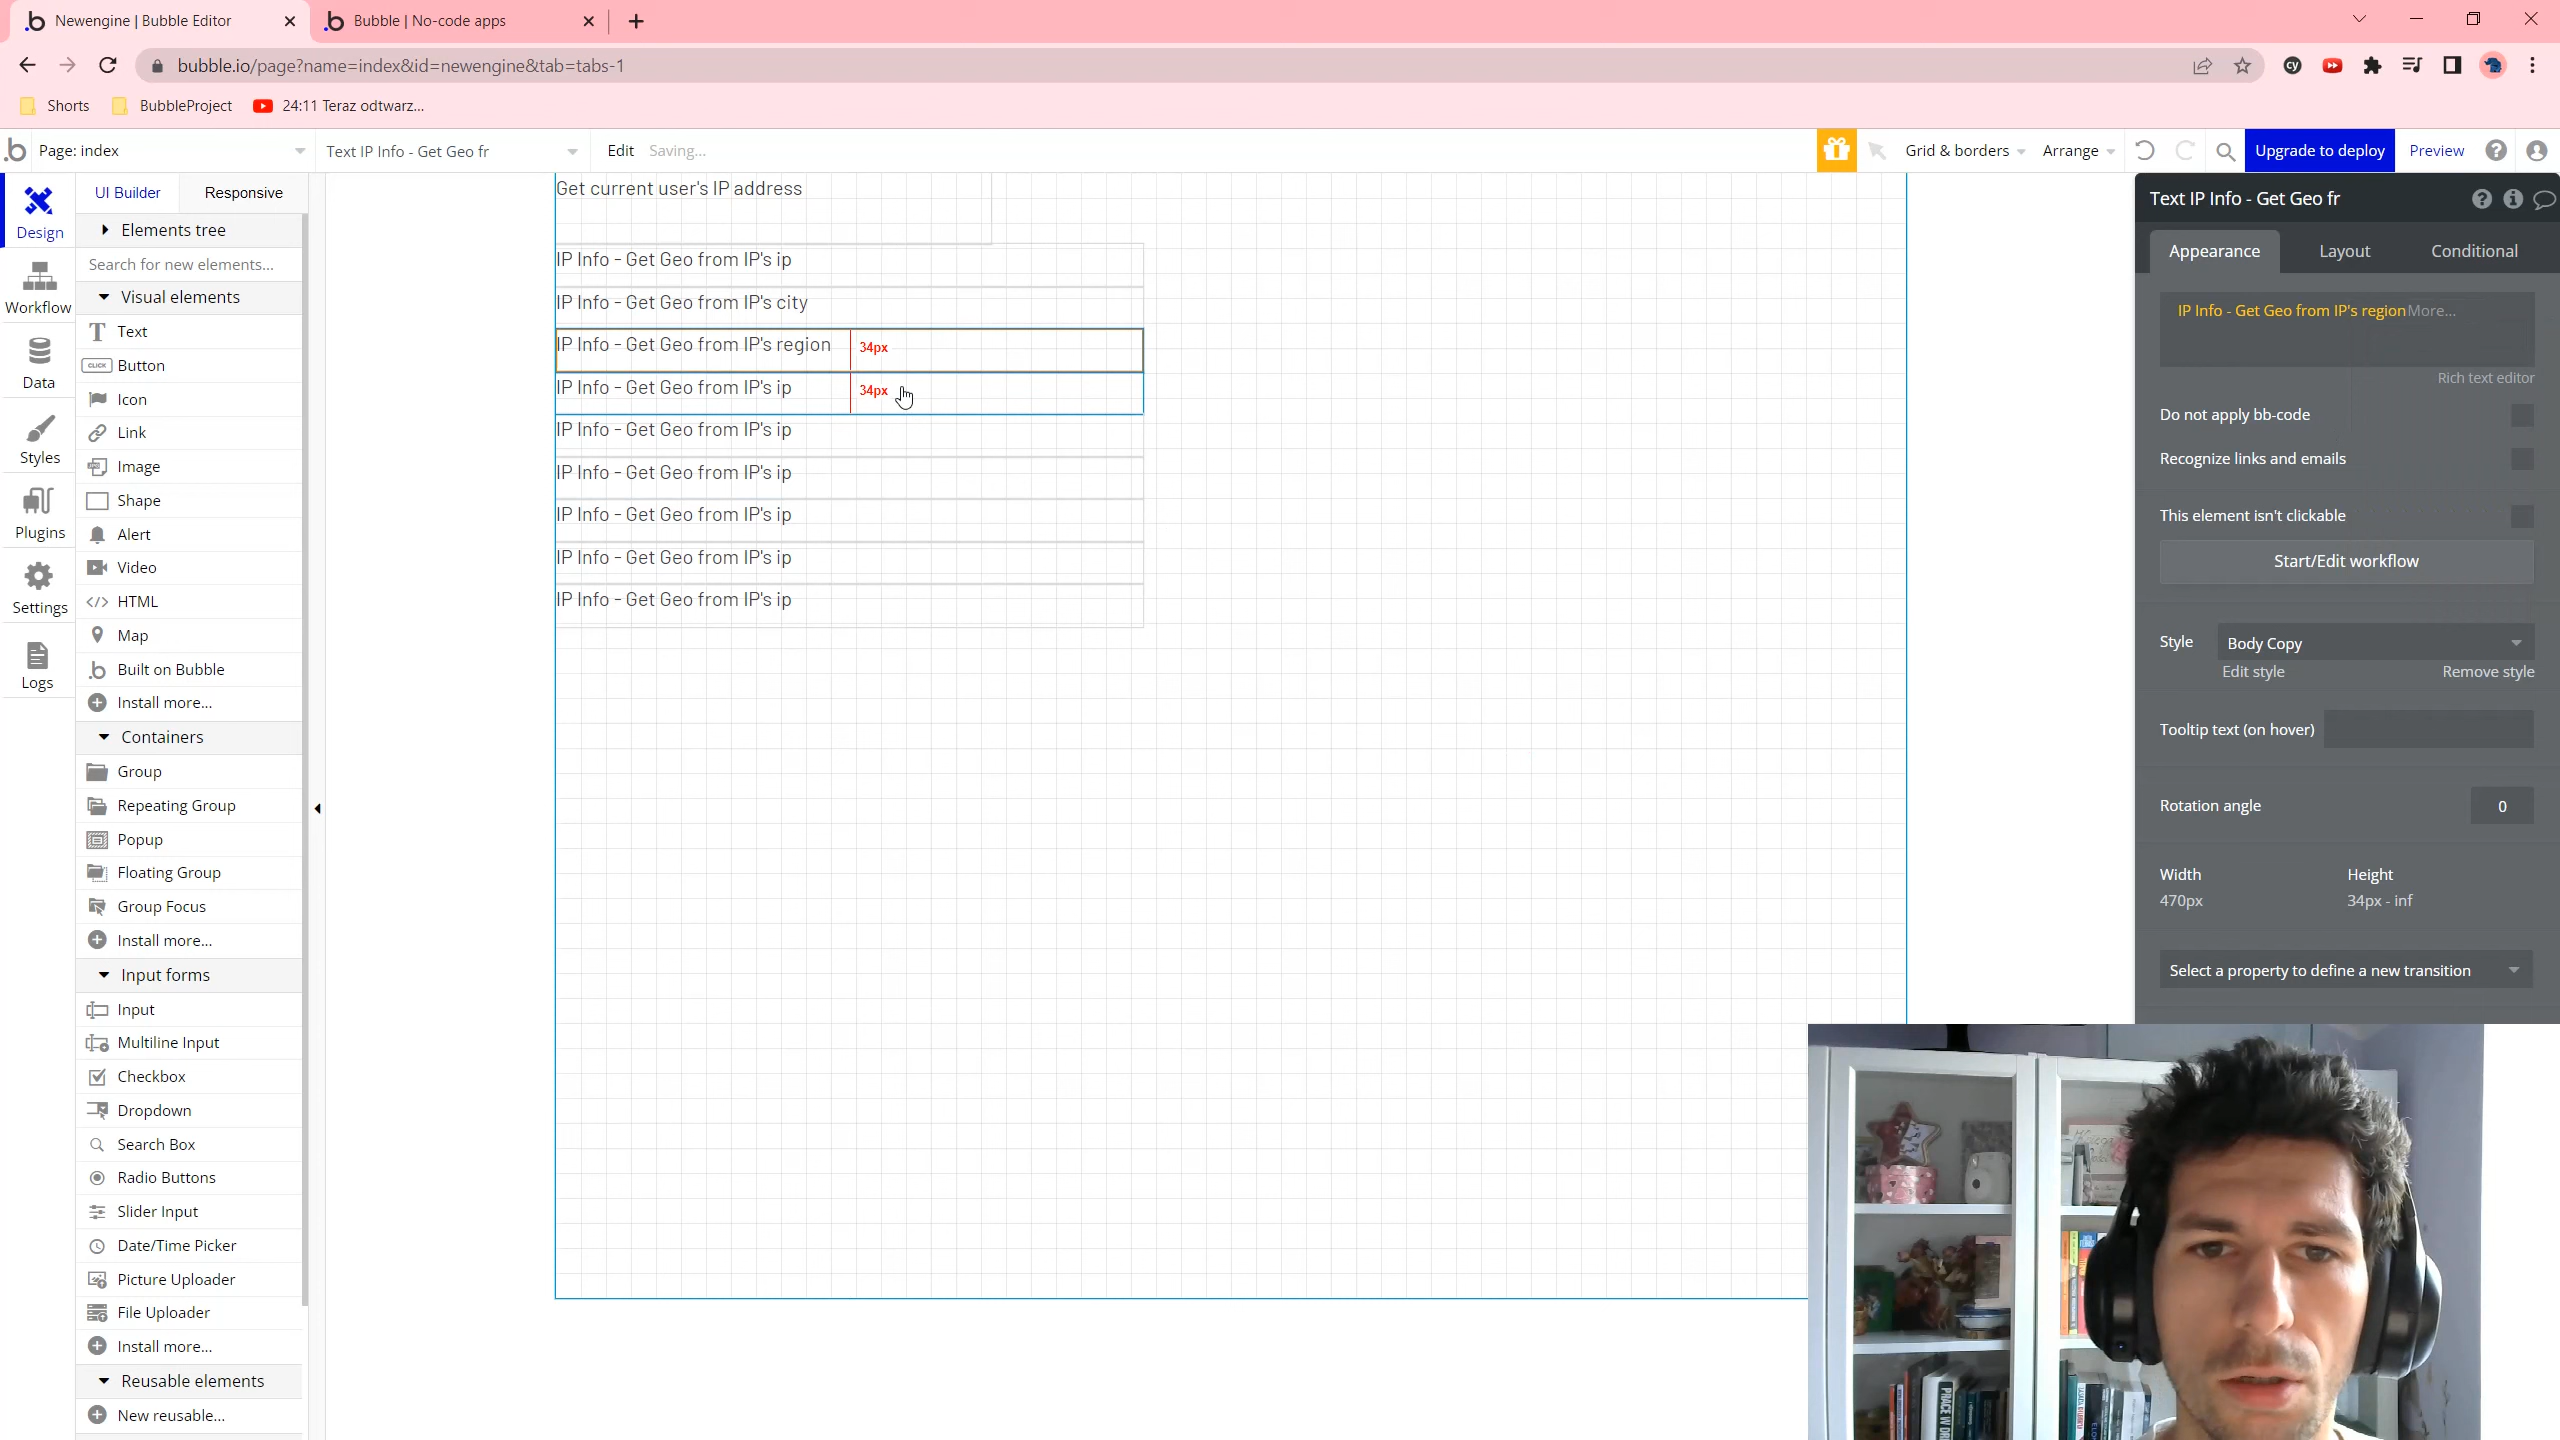 Newengine | Bubble Editor
Bubble | No-code apps
bubble.io/page?name=index&id=newengine&tab=tabs-1
Shorts
BubbleProject
24:11 Teraz odtwarz...
Page: index
Text IP Info - Get Geo fr
Edit
Saving...
Grid & borders
Arrange
Upgrade to deploy
Preview
Design
Workflow
Data
Styles
Plugins
Settings
Logs
UI Builder
Responsive
Elements tree
Search for new elements...
Visual elements
Text
Button
Icon
Link
Image
Shape
Alert
Video
HTML
Map
Built on Bubble
Install more...
Containers
Group
Repeating Group
Popup
Floating Group
Group Focus
Install more...
Input forms
Input
Multiline Input
Checkbox
Dropdown
Search Box
Radio Buttons
Slider Input
Date/Time Picker
Picture Uploader
File Uploader
Install more...
Reusable elements
New reusable...
Get current user's IP address
IP Info - Get Geo from IP's ip
IP Info - Get Geo from IP's city
IP Info - Get Geo from IP's region
34px
IP Info - Get Geo from IP's ip
34px
IP Info - Get Geo from IP's ip
IP Info - Get Geo from IP's ip
IP Info - Get Geo from IP's ip
IP Info - Get Geo from IP's ip
IP Info - Get Geo from IP's ip
Text IP Info - Get Geo fr
Appearance
Layout
Conditional
IP Info - Get Geo from IP's regionMore...
Rich text editor
Do not apply bb-code
Recognize links and emails
This element isn't clickable
Start/Edit workflow
Style
Body Copy
Edit style
Remove style
Tooltip text (on hover)
Rotation angle
0
Width
Height
470px
34px - inf
Select a property to define a new transition